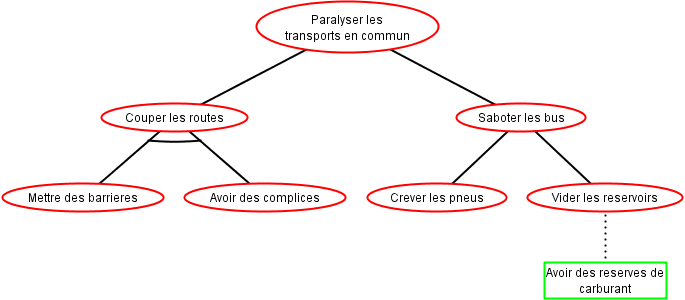 Paralyser les
transports en commun
Couper les routes
Saboter les bus
Mettre des barrieres
Avoir des complices
Crever les pneus
Vider les reservoirs
Avoir des reserves de
carburant